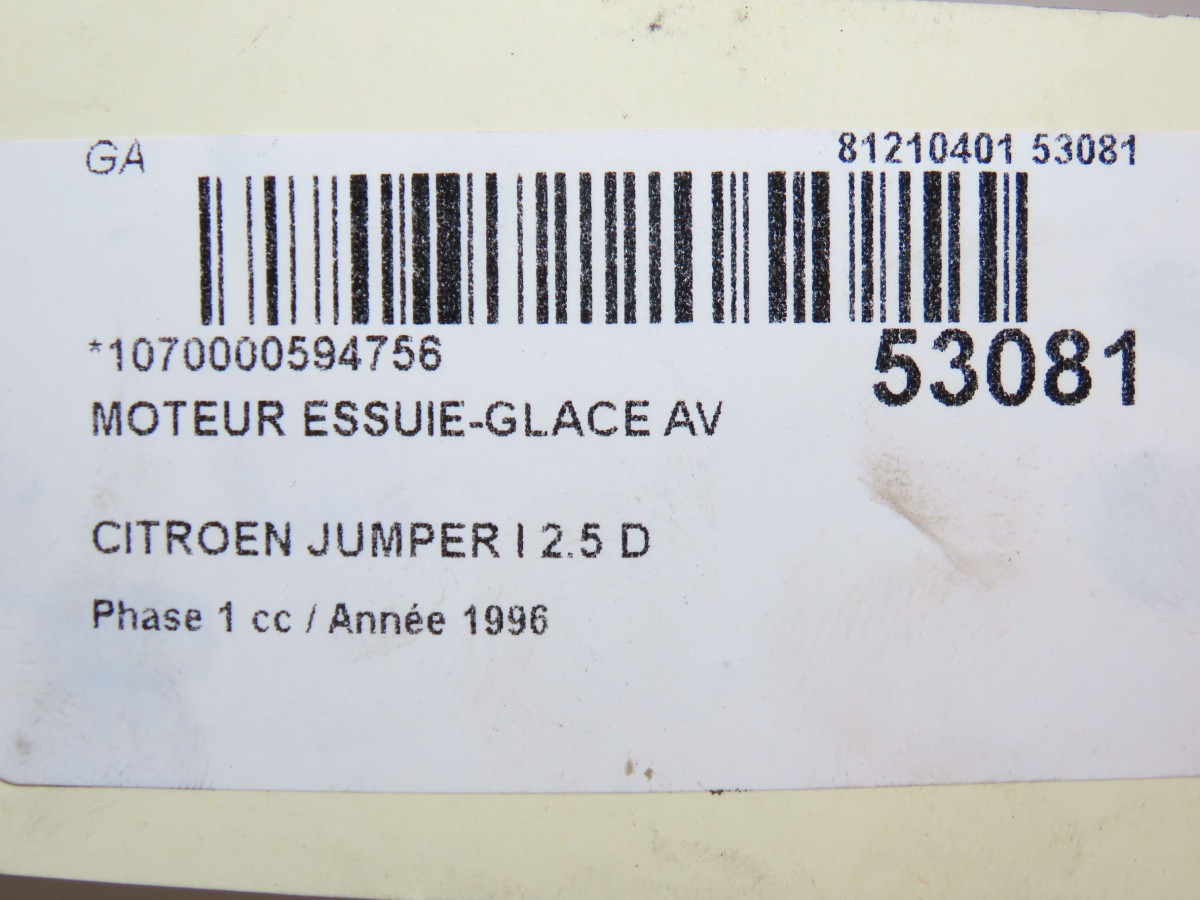 GA 81210401 53081
*1070000594756 53081
MOTEUR ESSUIE-GLACE AV
CITROEN JUMPER I 2.5 D
Phase 1 cc / Année 1996